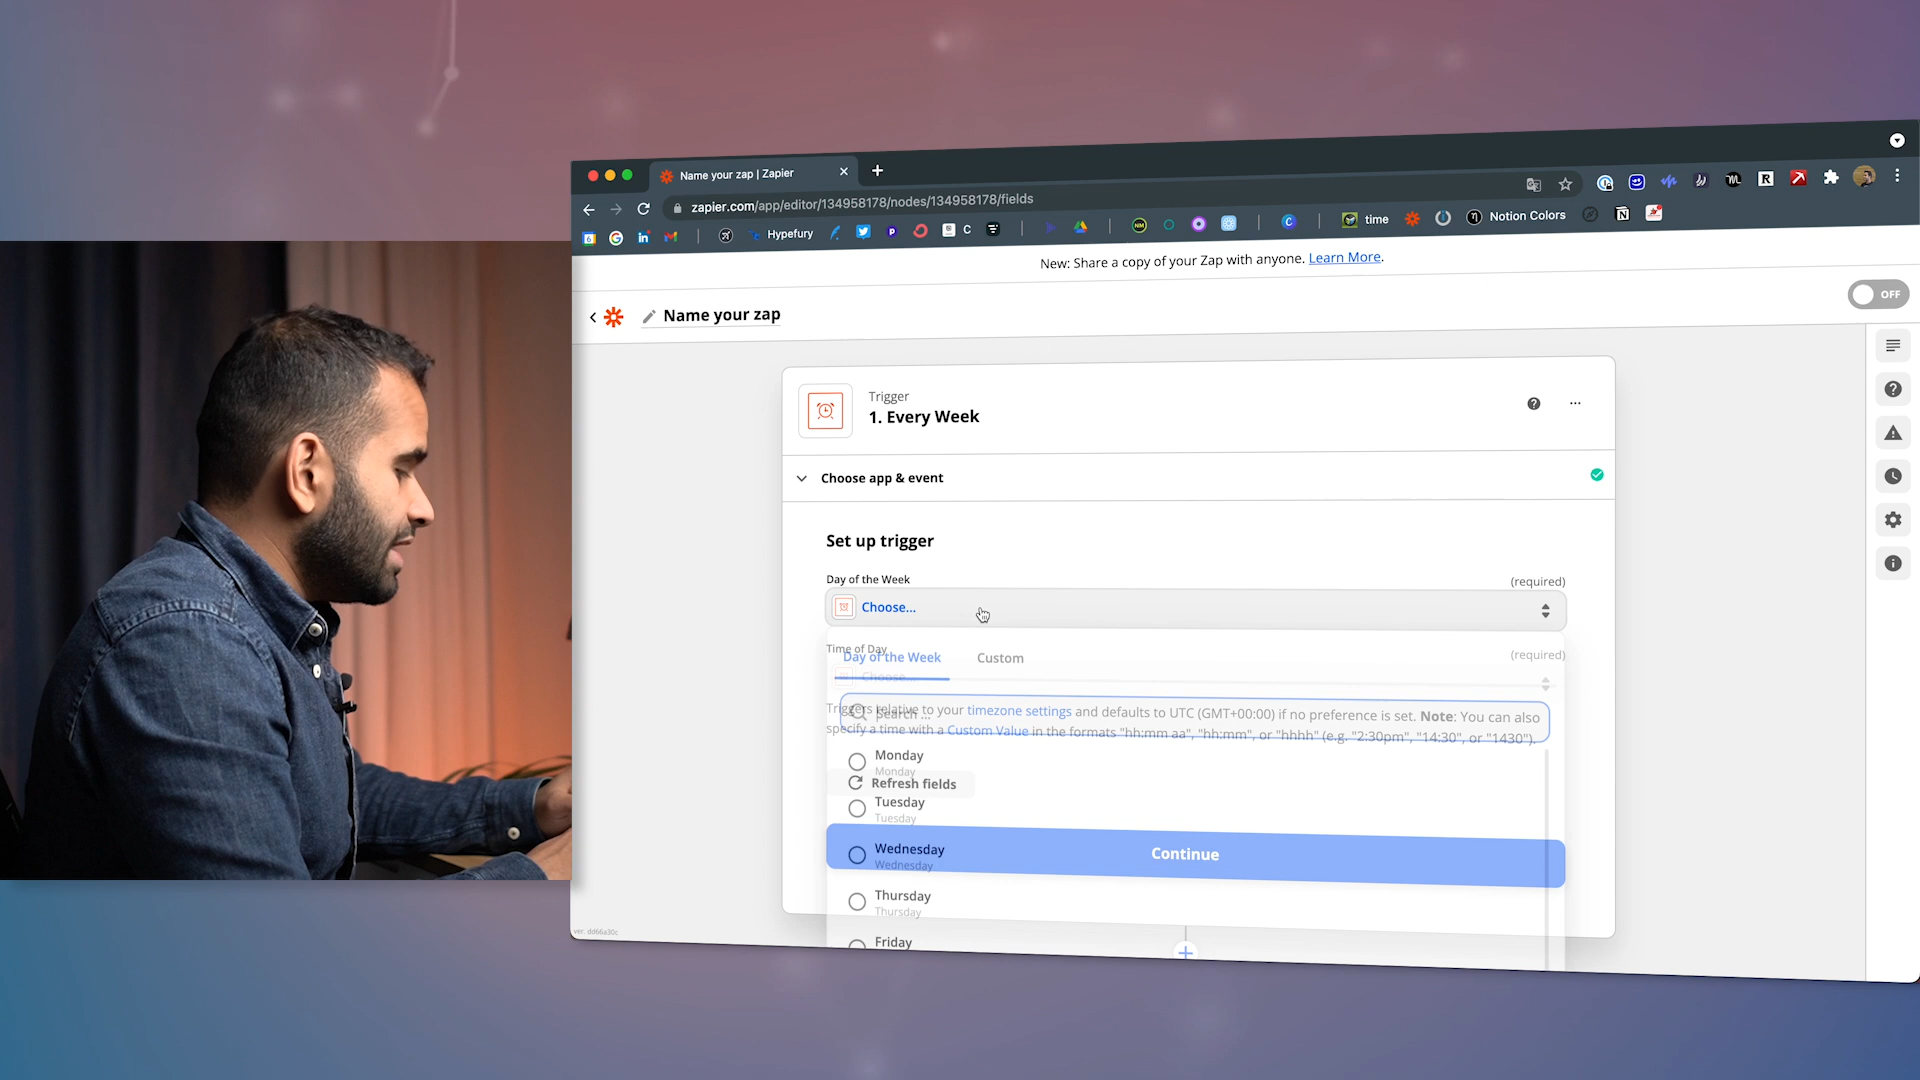 Name your zap | Zapier
zapier.com/app/editor/134958178/nodes/134958178/fields
Hypefury
C
time
Notion Colors
New: Share a copy of your Zap with anyone. Learn More.
Name your zap
OFF
Trigger
1. Every Week
Choose app & event
Set up trigger
Day of the Week
(required)
Choose...
Time of Day
(required)
Day of the Week
Custom
Choose...
Search ...
Triggers relative to your timezone settings and defaults to UTC (GMT+00:00) if no preference is set. Note: You can also
specify a time with a Custom Value in the formats "hh:mm aa", "hh:mm", or "hhhh" (e.g. "2:30pm", "14:30", or "1430").
Monday
Monday
Refresh fields
Tuesday
Tuesday
Wednesday
Wednesday
Continue
Thursday
Thursday
Friday
ver. dd66a30c